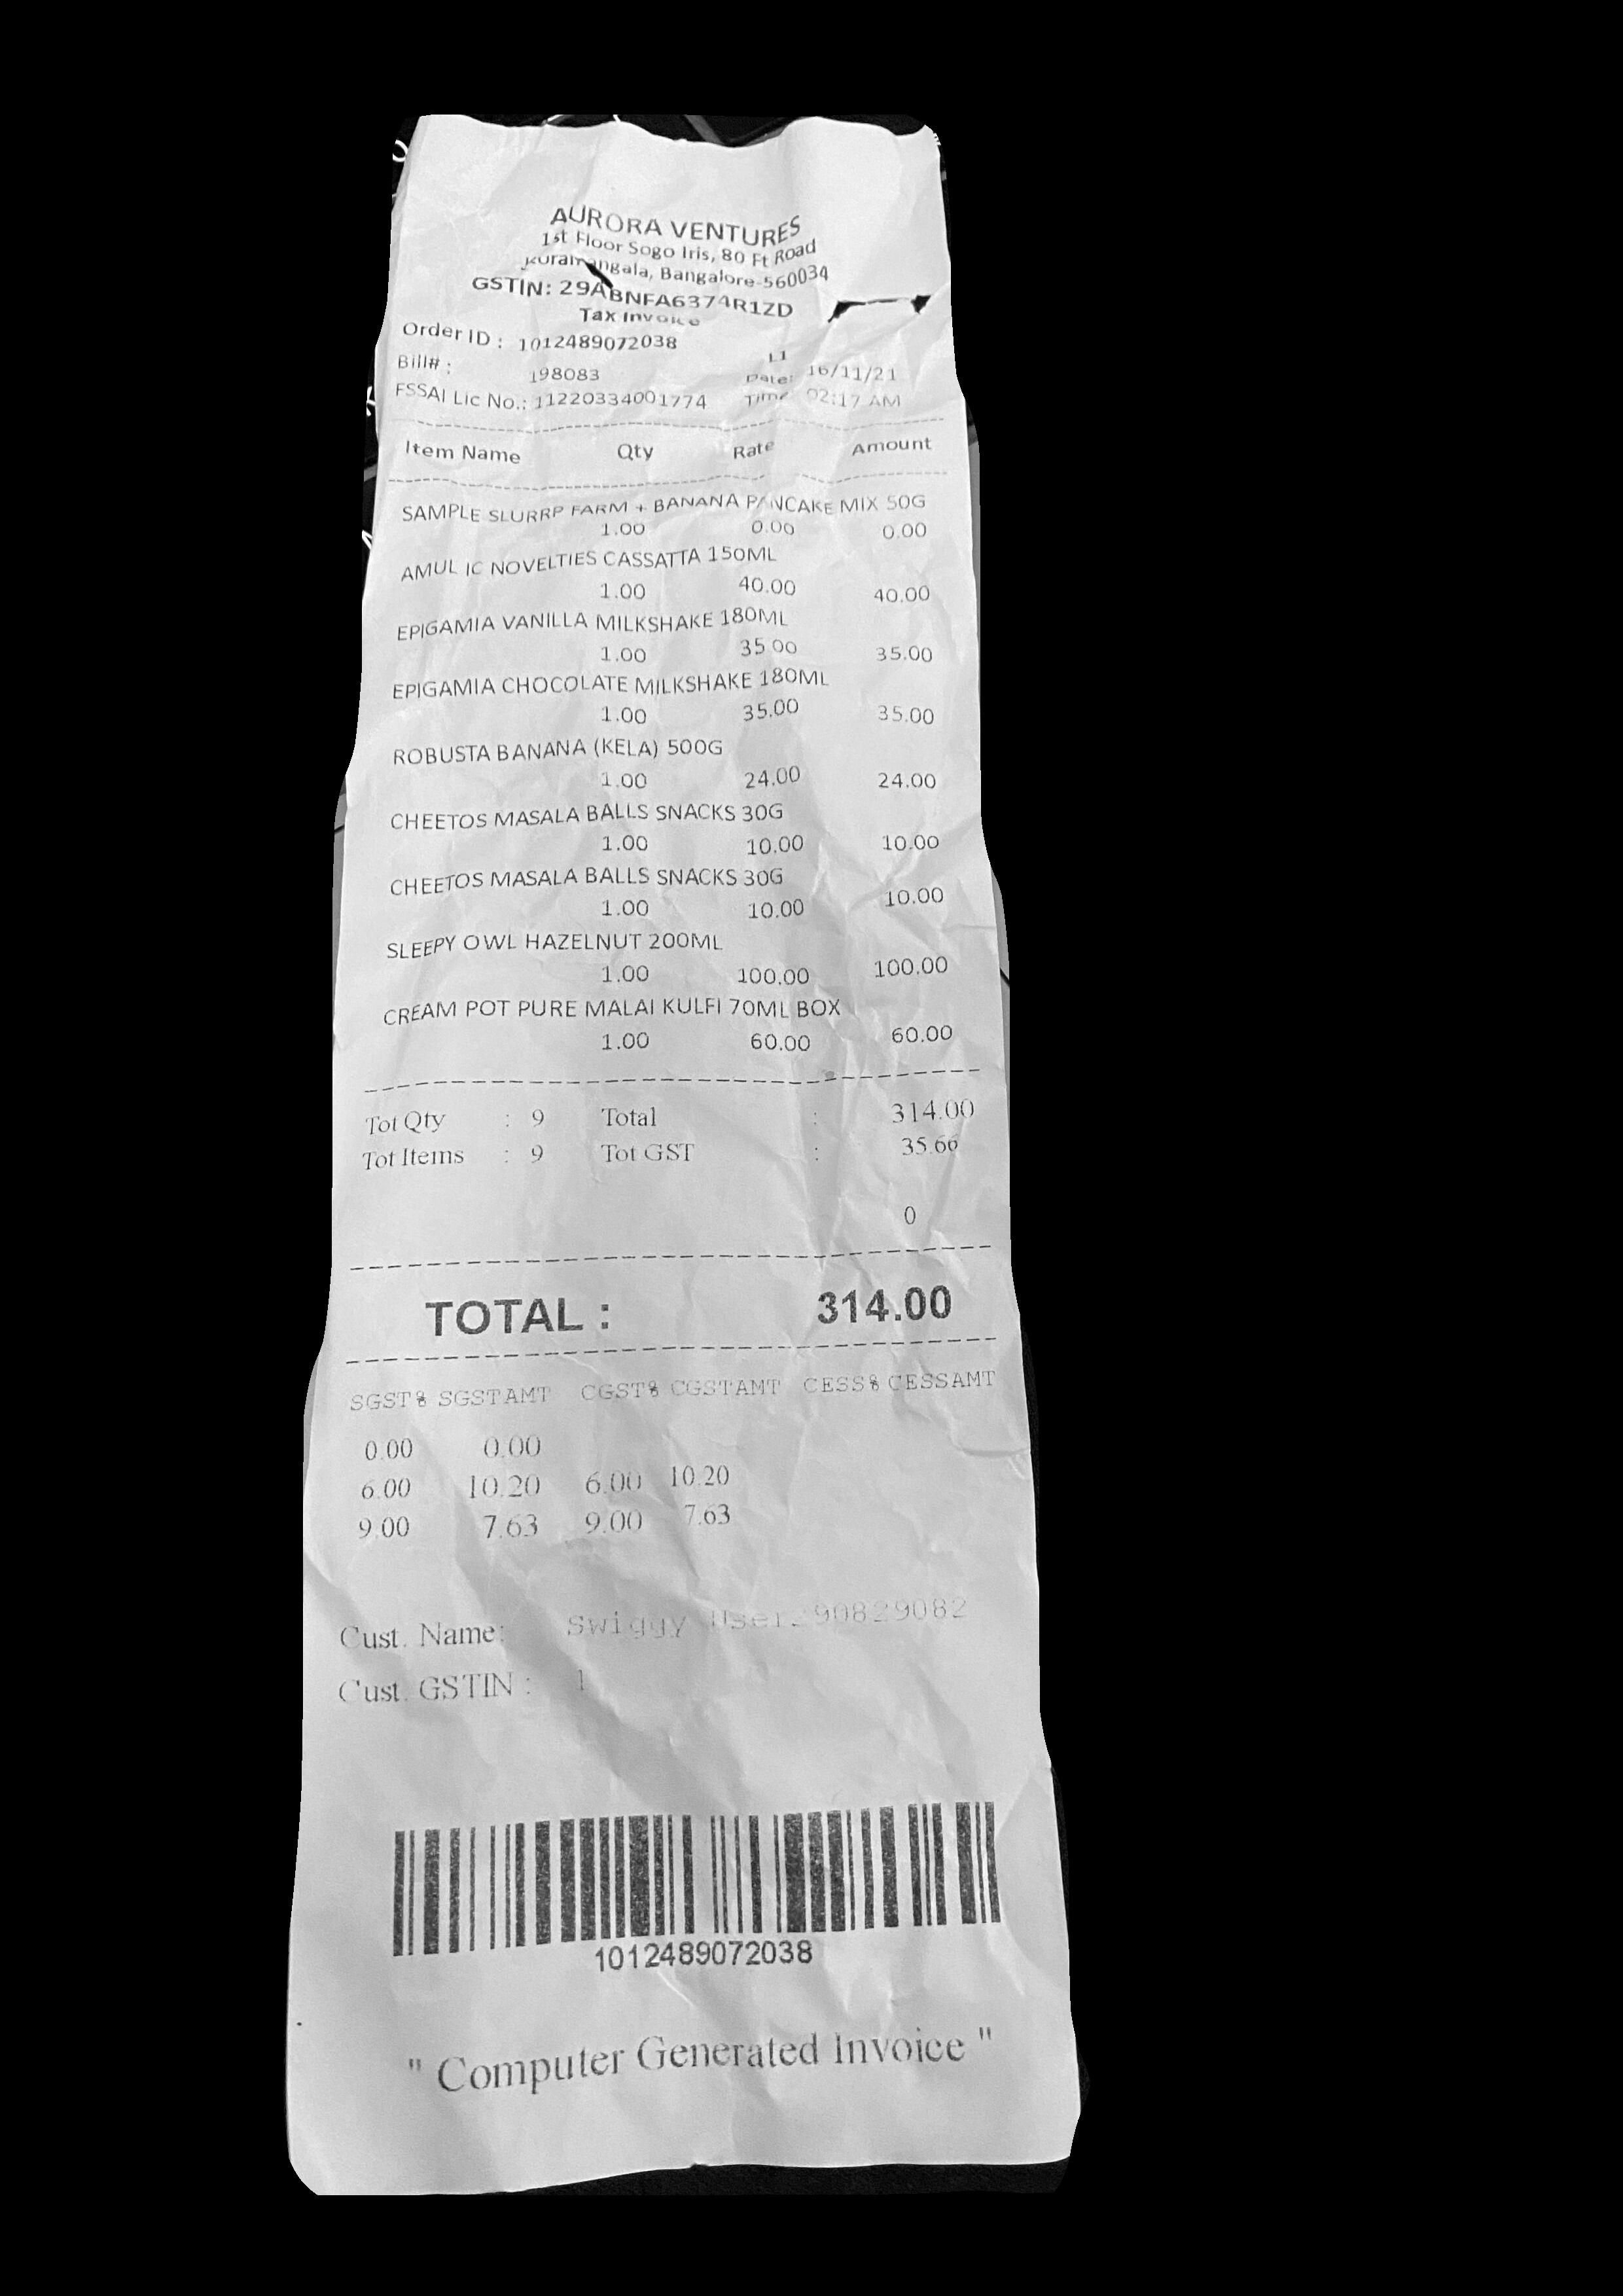 AURORA VENTURES
1st Floor Sogo Iris, 80 Ft Road
Bangalore-560034
GSTIN: 29ABNFA6374R1ZD
Tax Invoice
Order ID : 1012489072038
L1
Bill# : 198083 Date: 16/11/21
FSSAI Lic No.: 11220334001774 Time 02:17 AM
Item Name Qty Rate Amount
SAMPLE SLURRP FARM + BANANA PANCAKE MIX 50G
1.00 0.00 0.00
AMUL IC NOVELTIES CASSATTA 150ML
1.00 40.00 40.00
EPIGAMIA VANILLA MILKSHAKE 180ML
1.00 35.00 35.00
EPIGAMIA CHOCOLATE MILKSHAKE 180ML
1.00 35.00 35.00
ROBUSTA BANANA (KELA) 500G
1.00 24.00 24.00
CHEETOS MASALA BALLS SNACKS 30G
1.00 10.00 10.00
CHEETOS MASALA BALLS SNACKS 30G
1.00 10.00 10.00
SLEEPY OWL HAZELNUT 200ML
1.00 100.00 100.00
CREAM POT PURE MALAI KULFI 70ML BOX
1.00 60.00 60.00
Tot Qty : 9 Total : 314.00
Tot Items : 9 Tot GST : 35.66
0
TOTAL : 314.00
SGST% SGSTAMT CGST% CGSTAMT CESS% CESSAMT
0.00 0.00
6.00 10.20 6.00 10.20
9.00 7.63 9.00 7.63
Cust. Name: Swiggy
Cust. GSTIN : 1
1012489072038
" Computer Generated Invoice "